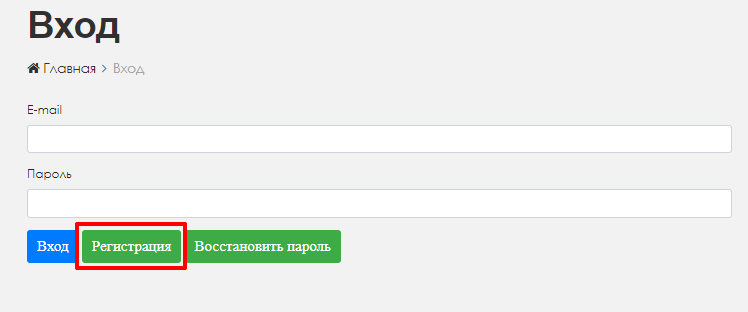 Вход
Главная > Вход
E-mail
Пароль
Вход Регистрация Восстановить пароль